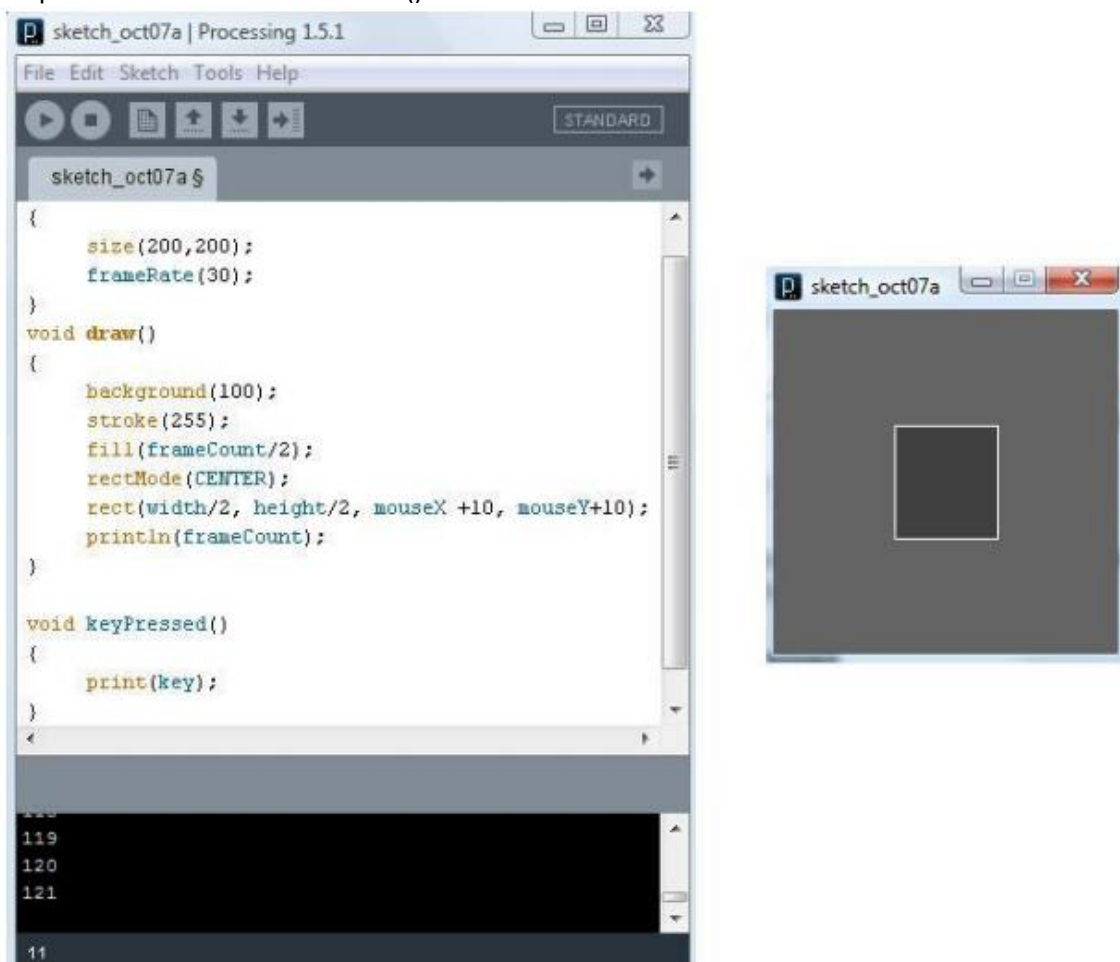 ()
sketch_oct07a | Processing 1.5.1
File Edit Sketch Tools Help
STANDARD
sketch_oct07a §
{
size(200,200);
frameRate(30);
}
void draw()
{
background(100);
stroke(255);
fill(frameCount/2);
rectMode(CENTER);
rect(width/2, height/2, mouseX +10, mouseY+10);
println(frameCount);
}
void keyPressed()
{
print(key);
}
119
120
121
11
sketch_oct07a